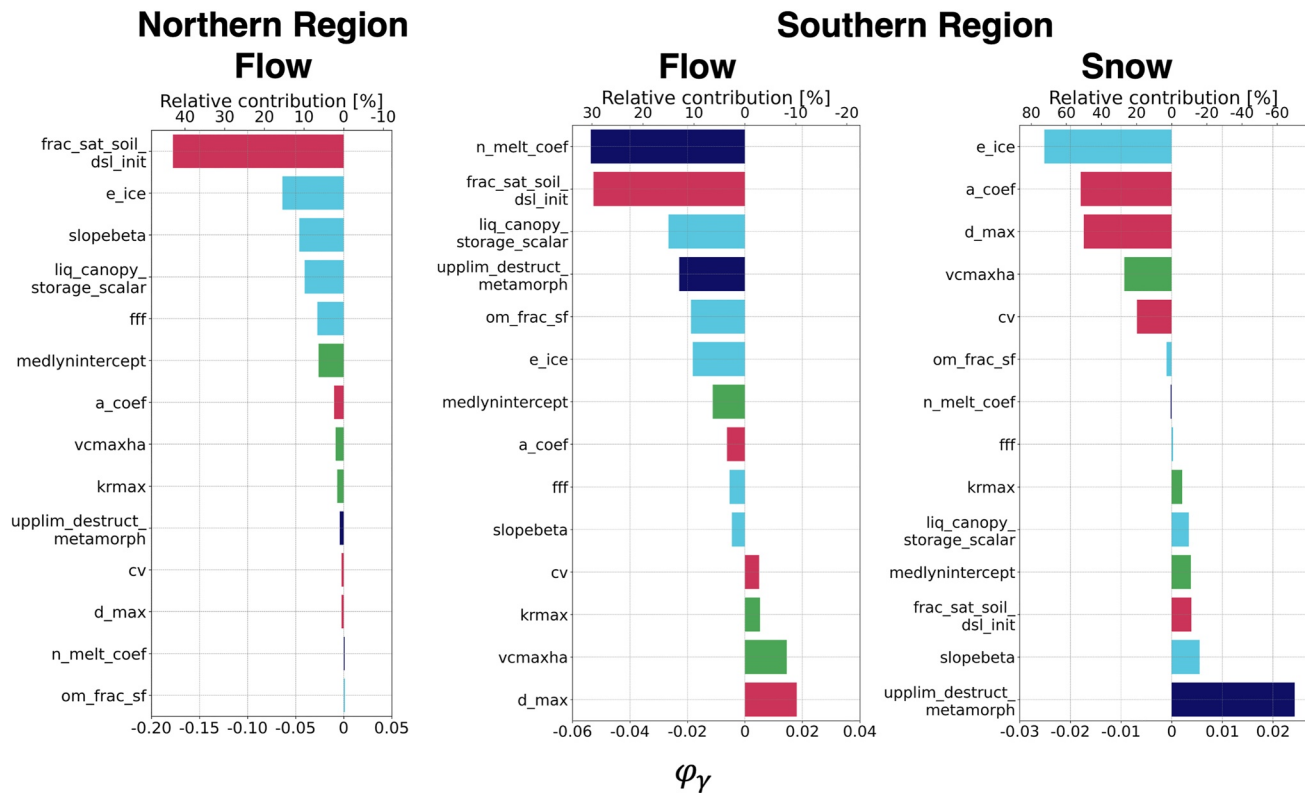 Northern Region
Southern Region
Flow
Flow
Snow
Relative contribution [%]
40 30 20 10 0 -10
frac_sat_soil_
dsl_init
e_ice
slopebeta
liq_canopy_
storage_scalar
fff
medlynintercept
a_coef
vcmaxha
krmax
upplim_destruct_
metamorph
cv
d_max
n_melt_coef
om_frac_sf
-0.20 -0.15 -0.10 -0.05 0 0.05
Relative contribution [%]
30 20 10 0 -10 -20
n_melt_coef
frac_sat_soil_
dsl_init
liq_canopy_
storage_scalar
upplim_destruct_
metamorph
om_frac_sf
e_ice
medlynintercept
a_coef
fff
slopebeta
cv
krmax
vcmaxha
d_max
-0.06 -0.04 -0.02 0 0.02 0.04
Relative contribution [%]
80 60 40 20 0 -20 -40 -60
e_ice
a_coef
d_max
vcmaxha
cv
om_frac_sf
n_melt_coef
fff
krmax
liq_canopy_
storage_scalar
medlynintercept
frac_sat_soil_
dsl_init
slopebeta
upplim_destruct_
metamorph
-0.03 -0.02 0.01 0 0.01 0.02
φγ